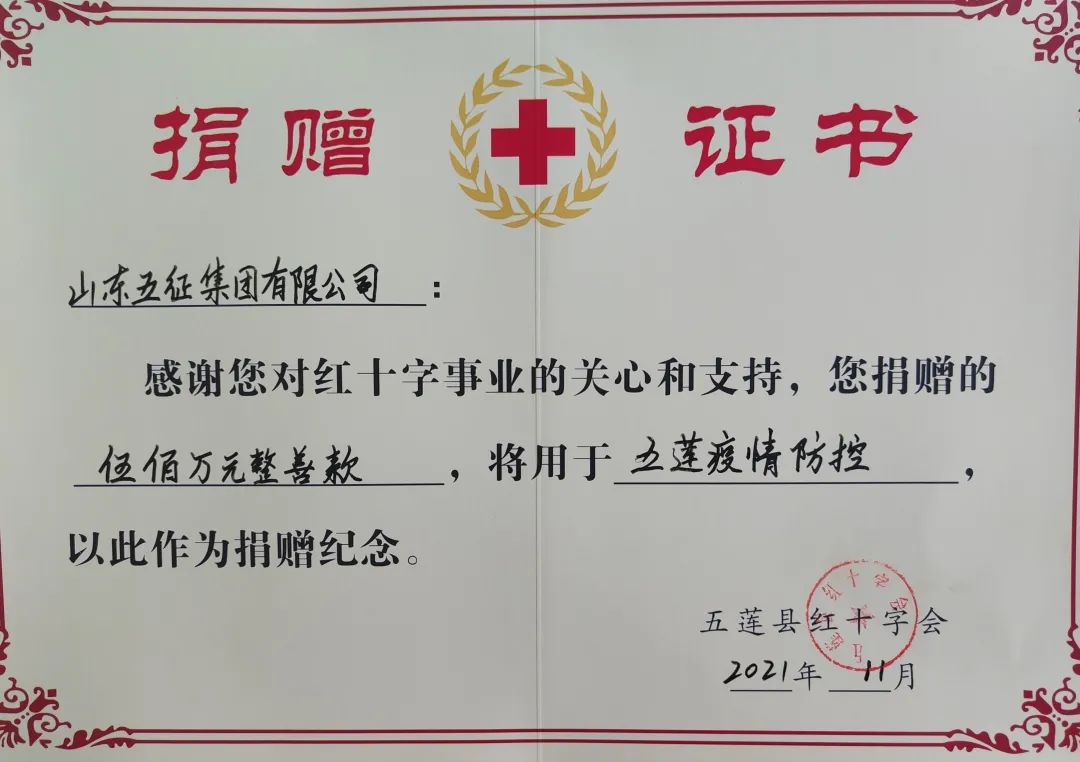 捐赠 证书
山东五征集团有限公司：
感谢您对红十字事业的关心和支持，您捐赠的
伍佰万元整善款，将用于五莲疫情防控，
以此作为捐赠纪念。
五莲县红十字会
2021年 11月